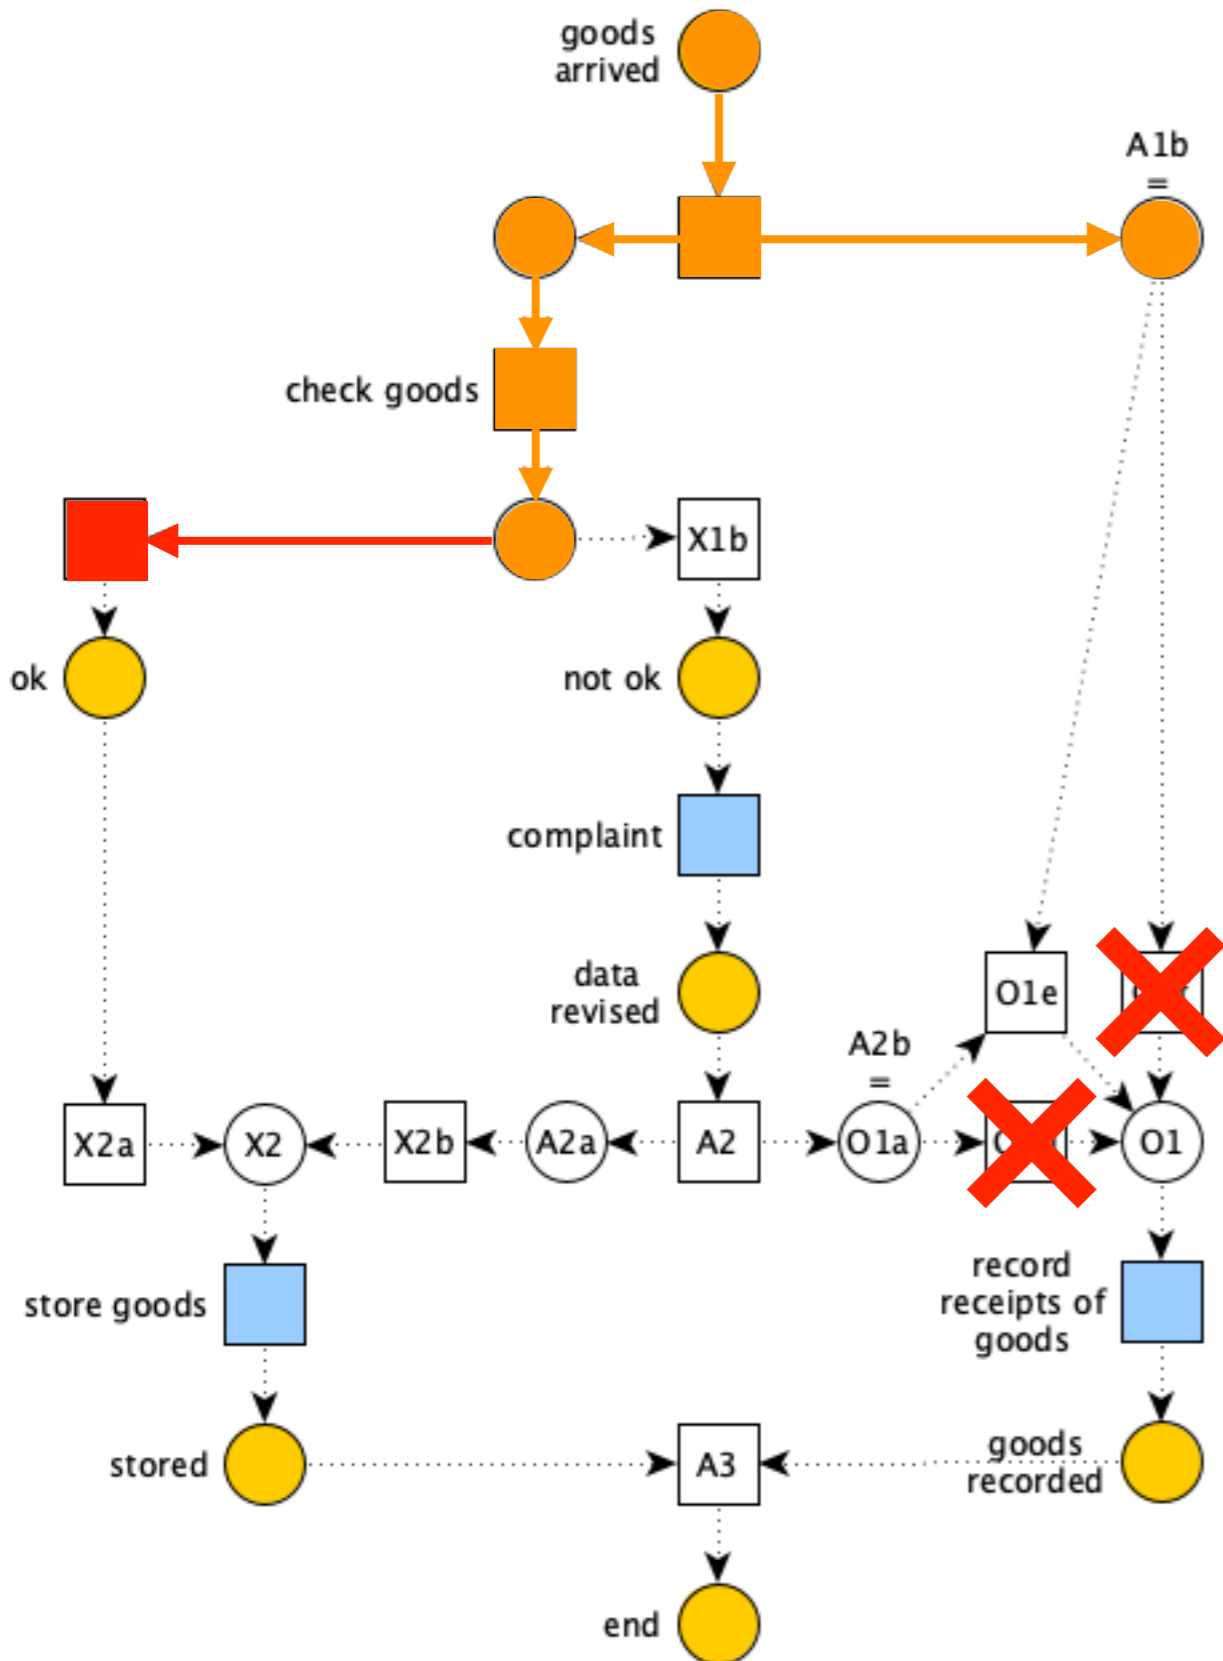 goods
arrived
A1b
=
check goods
X1b
ok
not ok
complaint
data
revised
O1e
A2b
=
X2a
X2
X2b
A2a
A2
O1a
O1
store goods
record
receipts of
goods
stored
A3
goods
recorded
end